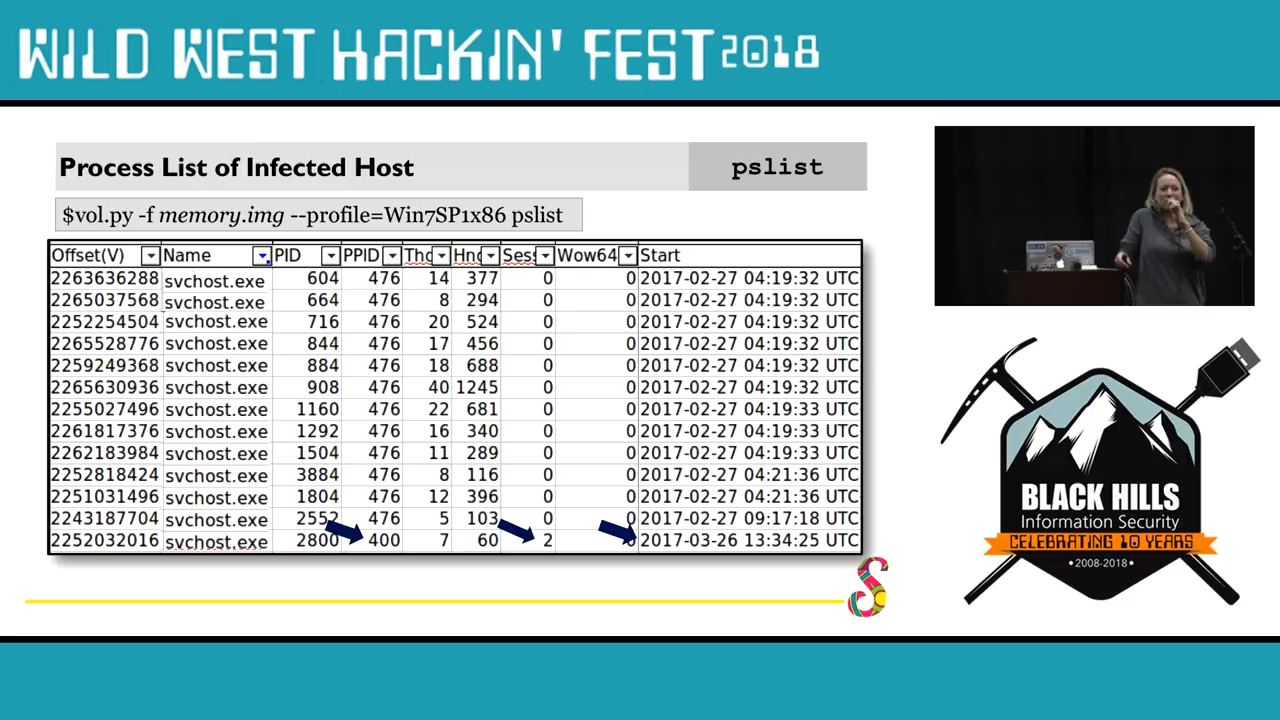 WILD WEST HACKIN' FEST 2018
Process List of Infected Host
pslist
$vol.py -f memory.img --profile=Win7SP1x86 pslist
Offset(V) Name PID PPID Thd Hnd Sess Wow64 Start
2263636288 svchost.exe 604 476 14 377 0 0 2017-02-27 04:19:32 UTC
2265037568 svchost.exe 664 476 8 294 0 0 2017-02-27 04:19:32 UTC
2252254504 svchost.exe 716 476 20 524 0 0 2017-02-27 04:19:32 UTC
2265528776 svchost.exe 844 476 17 456 0 0 2017-02-27 04:19:32 UTC
2259249368 svchost.exe 884 476 18 688 0 0 2017-02-27 04:19:32 UTC
2265630936 svchost.exe 908 476 40 1245 0 0 2017-02-27 04:19:32 UTC
2255027496 svchost.exe 1160 476 22 681 0 0 2017-02-27 04:19:33 UTC
2261817376 svchost.exe 1292 476 16 340 0 0 2017-02-27 04:19:33 UTC
2262183984 svchost.exe 1504 476 11 289 0 0 2017-02-27 04:19:33 UTC
2252818424 svchost.exe 3884 476 8 116 0 0 2017-02-27 04:21:36 UTC
2251031496 svchost.exe 1804 476 12 396 0 0 2017-02-27 04:21:36 UTC
2243187704 svchost.exe 2552 476 5 103 0 0 2017-02-27 09:17:18 UTC
2252032016 svchost.exe 2800 400 7 60 2 0 2017-03-26 13:34:25 UTC
BLACK HILLS
Information Security
CELEBRATING 10 YEARS
•2008-2018•